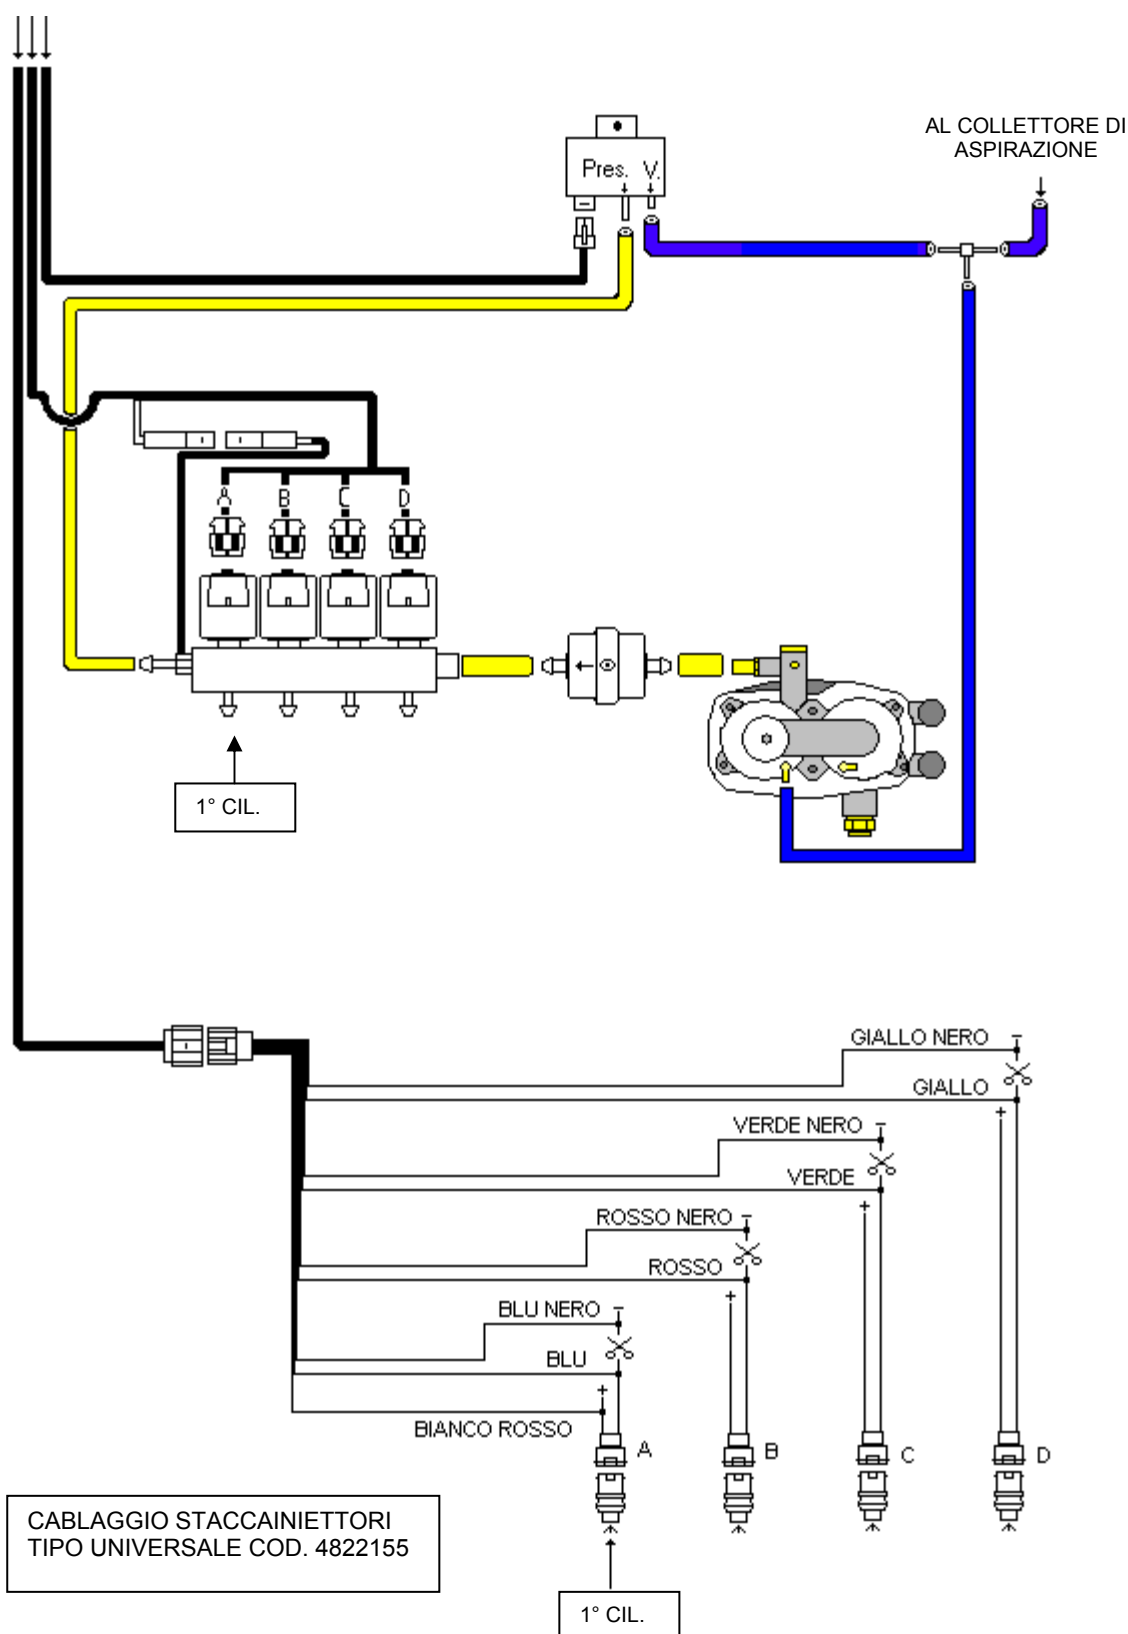 AL COLLETTORE DI
ASPIRAZIONE
Pres. V.
A B C D
1° CIL.
GIALLO NERO -
GIALLO
+
VERDE NERO -
VERDE
+
ROSSO NERO -
ROSSO
+
BLU NERO -
BLU
+
BIANCO ROSSO
A B C D
CABLAGGIO STACCAINIETTORI
TIPO UNIVERSALE COD. 4822155
1° CIL.